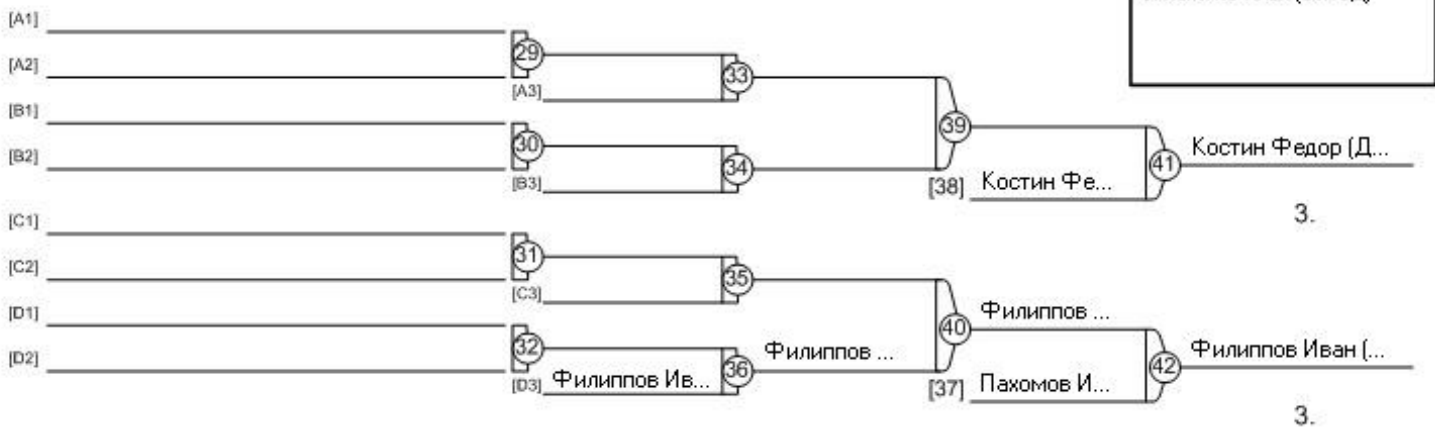 [A1]
29
[A2]
33
[A3]
[B1]
39
30
Костин Федор (Д...
[B2]
34
41
[B3]
[38] Костин Фе...
3.
[C1]
31
[C2]
35
[C3]
[D1]
Филиппов ...
40
32
Филиппов ...
Филиппов Иван (...
[D2]
36
42
[D3] Филиппов Ив...
[37] Пахомов И...
3.